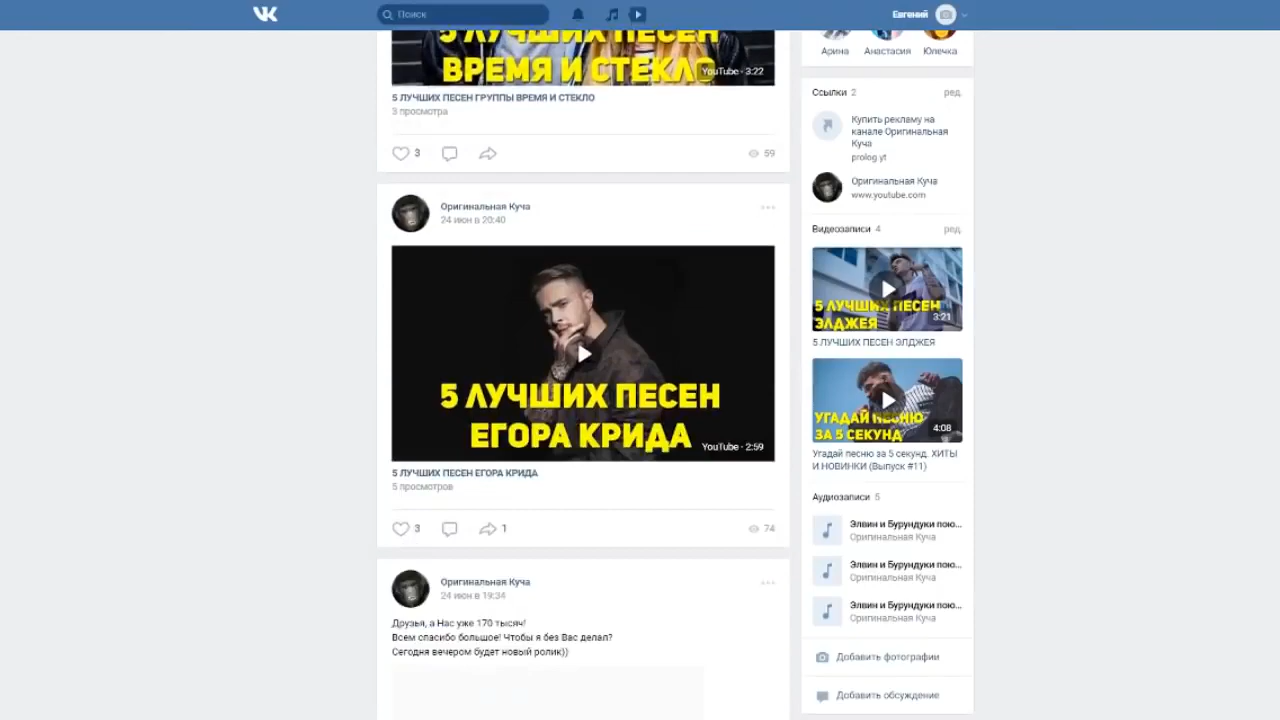 Поиск
Евгений
5 ЛУЧШИХ ПЕСЕН
ВРЕМЯ И СТЕКЛО
YouTube · 3:22
5 ЛУЧШИХ ПЕСЕН ГРУППЫ ВРЕМЯ И СТЕКЛО
3 просмотра
3
59
Оригинальная Куча
24 июн в 20:40
5 ЛУЧШИХ ПЕСЕН
ЕГОРА КРИДА
YouTube · 2:59
5 ЛУЧШИХ ПЕСЕН ЕГОРА КРИДА
5 просмотров
3
1
74
Оригинальная Куча
24 июн в 19:34
Друзья, а Нас уже 170 тысяч!
Всем спасибо большое! Чтобы я без Вас делал?
Сегодня вечером будет новый ролик))
Арина Анастасия Юлечка
Ссылки 2 ред.
Купить рекламу на
канале Оригинальная
Куча
prolog.yt
Оригинальная Куча
www.youtube.com
Видеозаписи 4 ред.
5 ЛУЧШИХ ПЕСЕН
ЭЛДЖЕЯ
3:21
5 ЛУЧШИХ ПЕСЕН ЭЛДЖЕЯ
УГАДАЙ ПЕСНЮ
ЗА 5 СЕКУНД
4:08
Угадай песню за 5 секунд. ХИТЫ
И НОВИНКИ (Выпуск #11)
Аудиозаписи 5
Элвин и Бурундуки пою...
Оригинальная Куча
Элвин и Бурундуки пою...
Оригинальная Куча
Элвин и Бурундуки пою...
Оригинальная Куча
Добавить фотографии
Добавить обсуждение